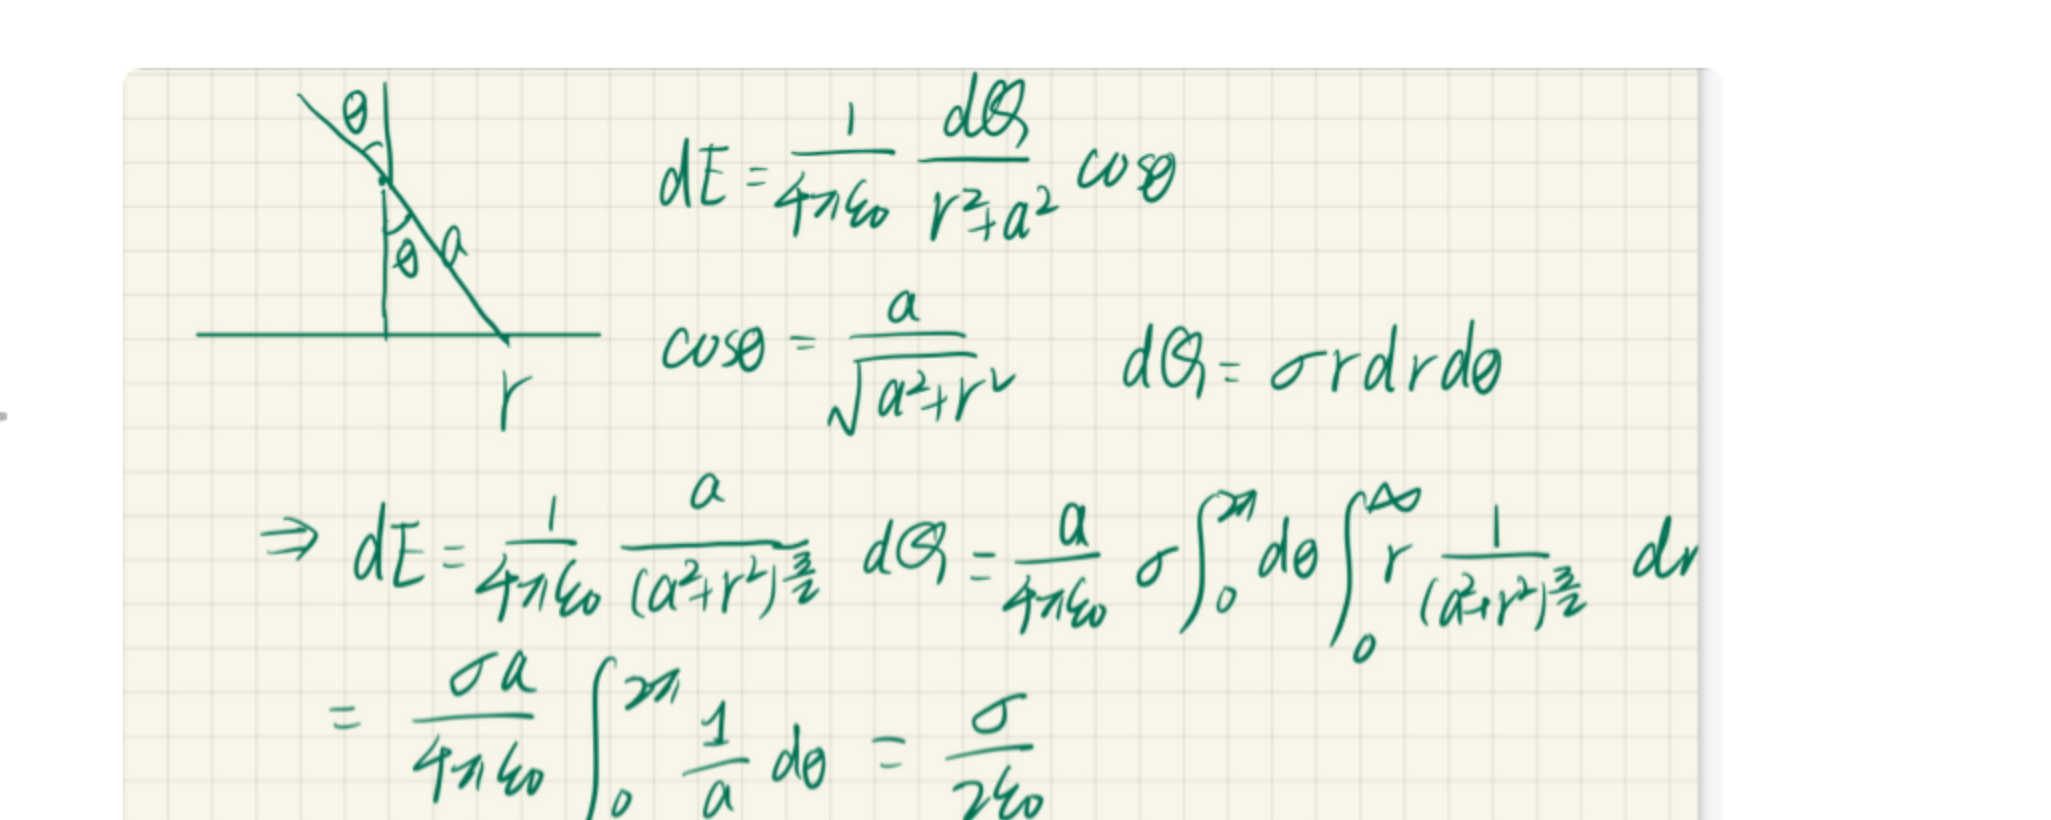 θ
θ a
r
dE = 1/(4πε₀) dQ/(r²+a²) cosθ
cosθ = a/√(a²+r²) dQ = σrdrdθ
⇒ dE = 1/(4πε₀) a/(a²+r²)^(3/2) dQ = a/(4πε₀) σ∫₀^(2π) dθ ∫₀^∞ r 1/(a²+r²)^(3/2) dr
= σa/(4πε₀) ∫₀^(2π) 1/a dθ = σ/(2ε₀)